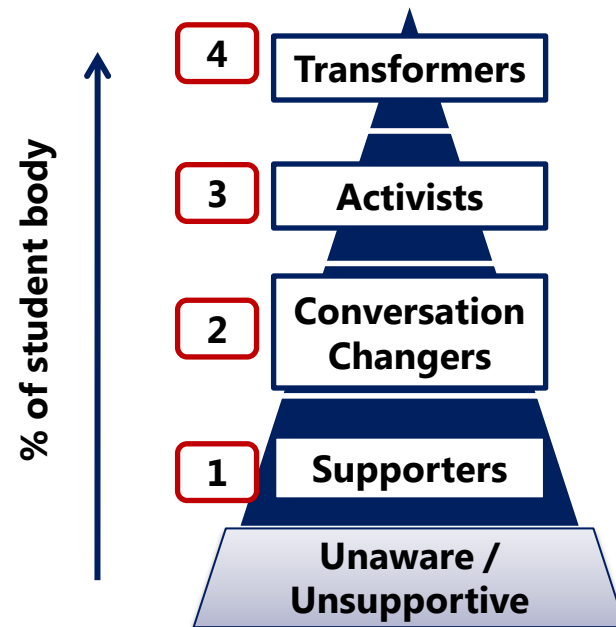 4
Transformers
3
Activists
2
Conversation
Changers
1
Supporters
Unaware /
Unsupportive
% of student body